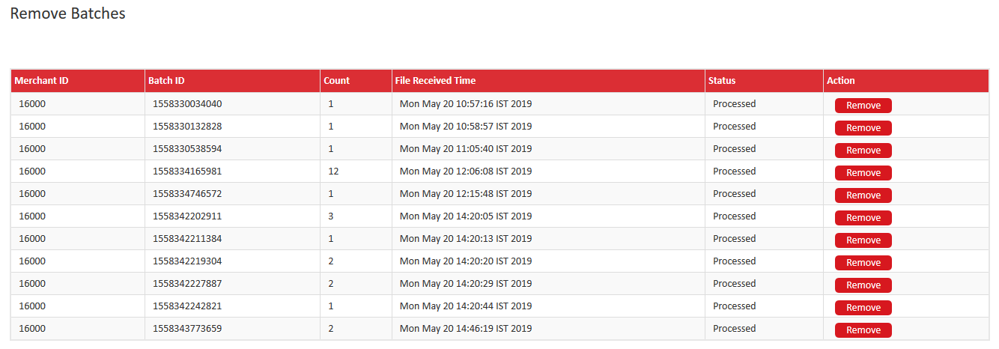 Remove Batches
Merchant ID Batch ID Count File Received Time Status Action
16000 1558330034040 1 Mon May 20 10:57:16 IST 2019 Processed Remove
16000 1558330132828 1 Mon May 20 10:58:57 IST 2019 Processed Remove
16000 1558330538594 1 Mon May 20 11:05:40 IST 2019 Processed Remove
16000 1558334165981 12 Mon May 20 12:06:08 IST 2019 Processed Remove
16000 1558334746572 1 Mon May 20 12:15:48 IST 2019 Processed Remove
16000 1558342202911 3 Mon May 20 14:20:05 IST 2019 Processed Remove
16000 1558342211384 1 Mon May 20 14:20:13 IST 2019 Processed Remove
16000 1558342219304 2 Mon May 20 14:20:20 IST 2019 Processed Remove
16000 1558342227887 2 Mon May 20 14:20:29 IST 2019 Processed Remove
16000 1558342242821 1 Mon May 20 14:20:44 IST 2019 Processed Remove
16000 1558343773659 2 Mon May 20 14:46:19 IST 2019 Processed Remove